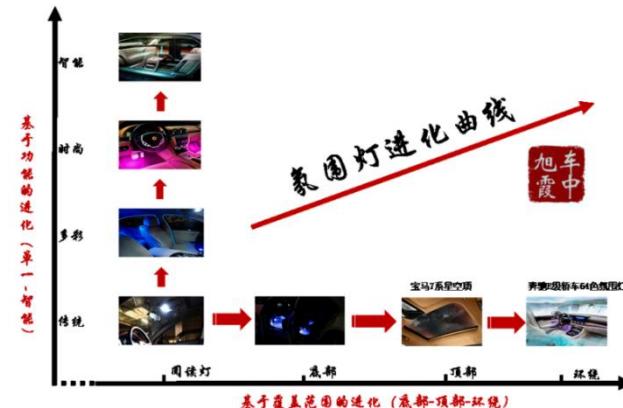 智能
时尚
多彩
传统
基于功能的进化（单一-智能）
氛围灯进化曲线
车中旭霞
宝马7系星空顶
奔驰E级轿车64色氛围灯
阅读灯
底部
顶部
环绕
基于覆盖范围的进化（底部-顶部-环绕）